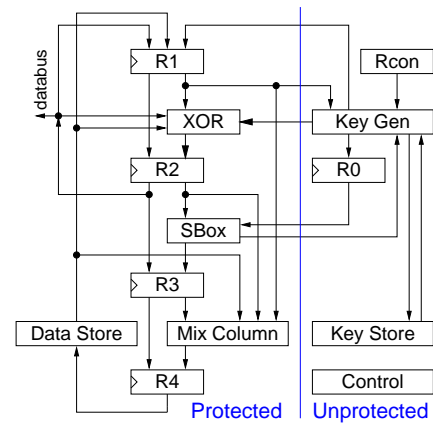 R1
Rcon
databus
XOR
Key Gen
R2
R0
SBox
R3
Data Store
Mix Column
Key Store
R4
Control
Protected
Unprotected